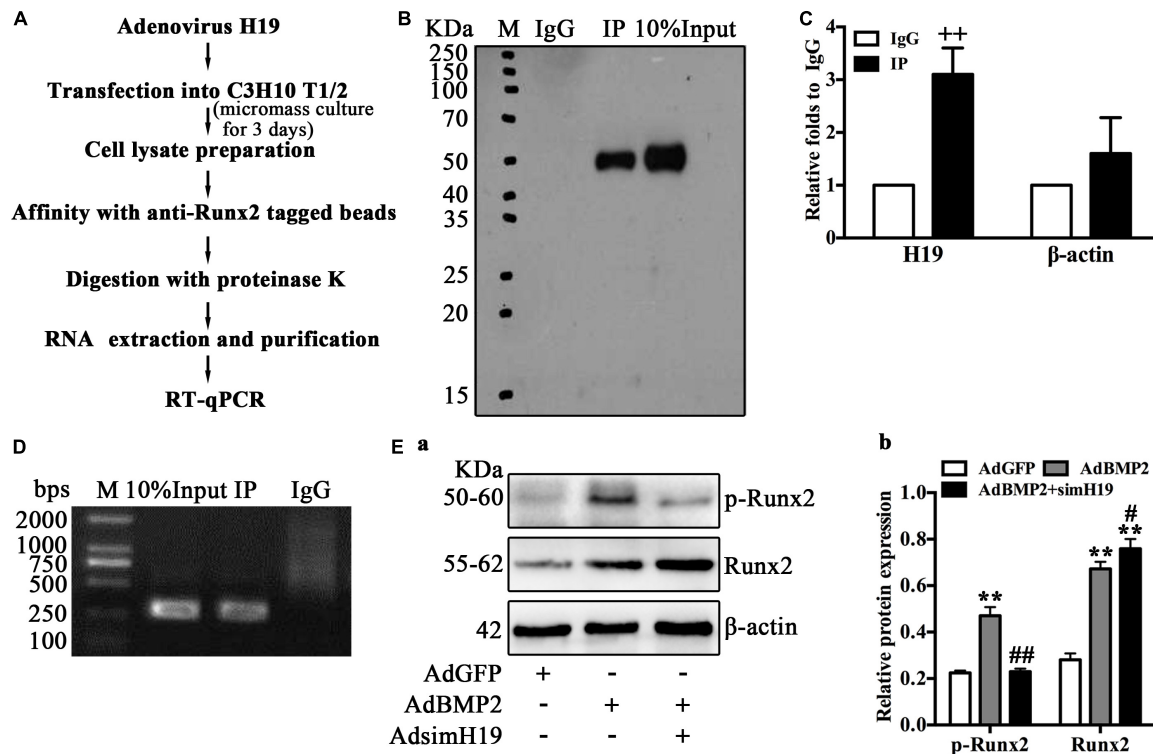 A
Adenovirus H19
Transfection into C3H10 T1/2
(micromass culture
for 3 days)
Cell lysate preparation
Affinity with anti-Runx2 tagged beads
Digestion with proteinase K
RNA extraction and purification
RT-qPCR
B
KDa M IgG IP 10%Input
250
150
100
70
50
40
35
25
20
15
C
Relative folds to IgG
IgG
IP
++
4
3
2
1
0
H19 β-actin
D
bps M 10%Input IP IgG
2000
1000
750
500
250
100
E a
KDa
50-60 p-Runx2
55-62 Runx2
42 β-actin
AdGFP + - -
AdBMP2 - + +
AdsimH19 - - +
b
AdGFP AdBMP2
AdBMP2+simH19
Relative protein expression
1.0
0.8
0.6
0.4
0.2
0.0
**
##
**
#
**
p-Runx2 Runx2